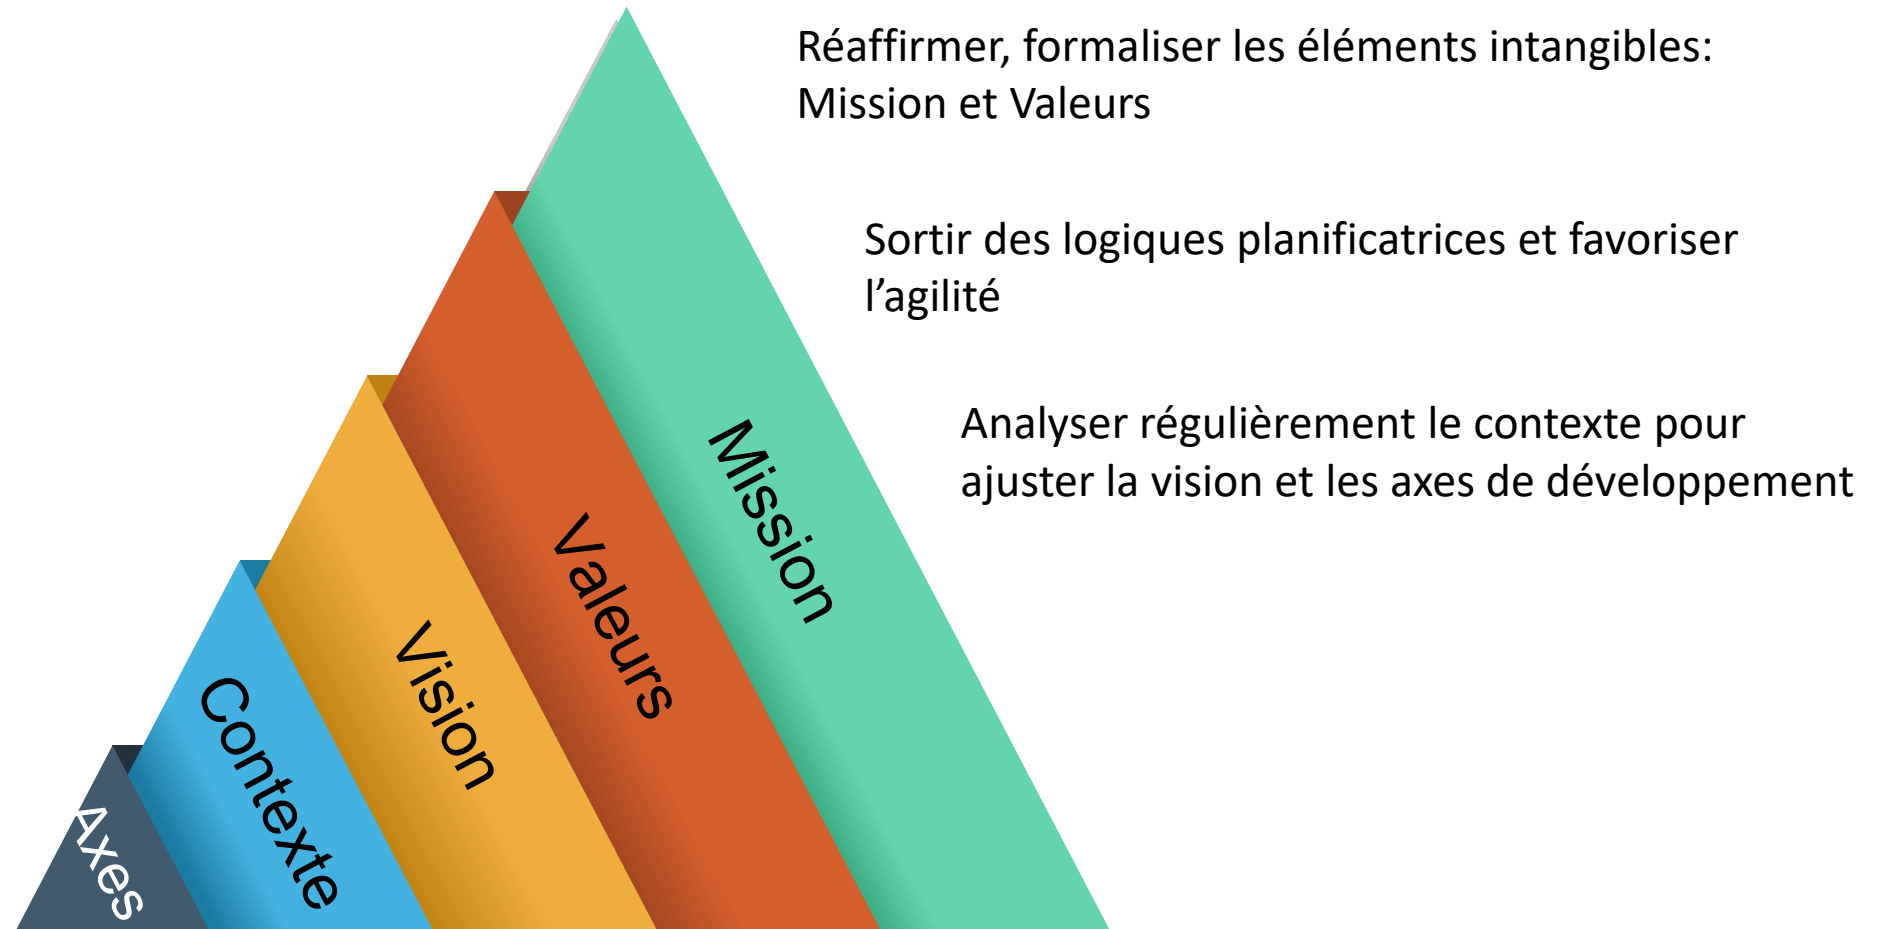 Réaffirmer, formaliser les éléments intangibles:
Mission et Valeurs
Sortir des logiques planificatrices et favoriser
l’agilité
Analyser régulièrement le contexte pour
ajuster la vision et les axes de développement
Mission
Valeurs
Vision
Contexte
Axes